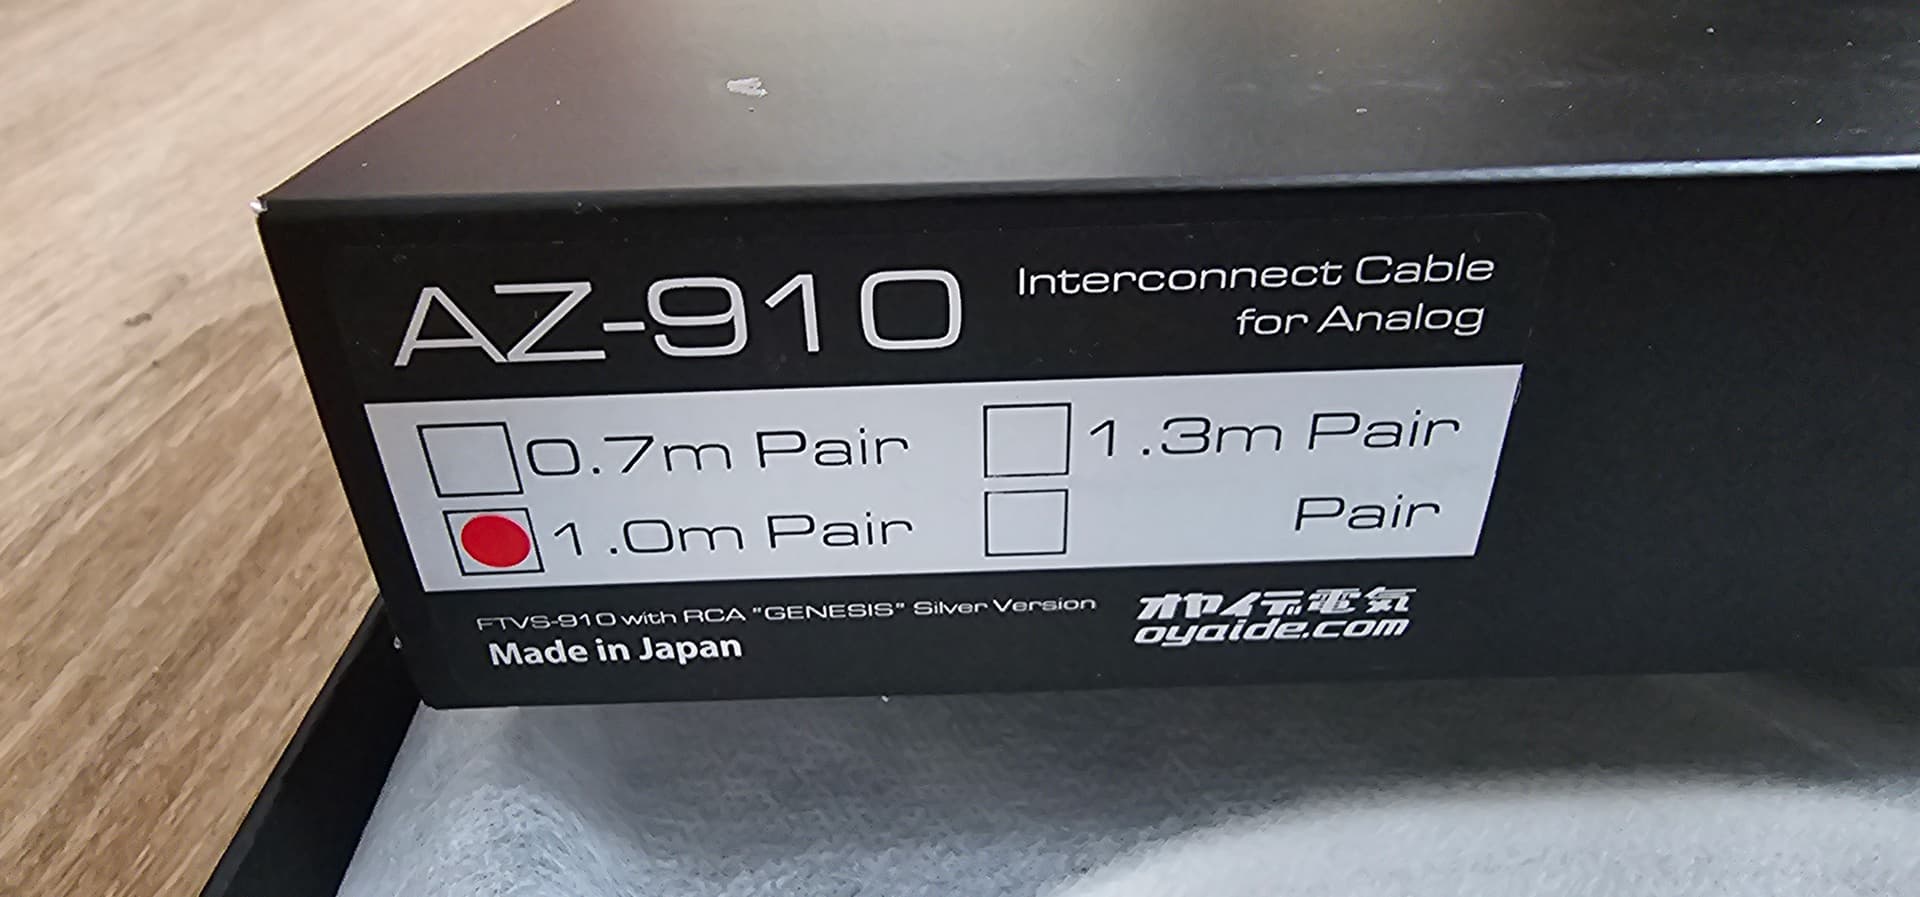 AZ-910
Interconnect Cable
for Analog
0.7m Pair
1.3m Pair
1.0m Pair
Pair
FTVS-910 with RCA "GENESIS" Silver Version
Made in Japan
オヤイデ電気
oyaide.com